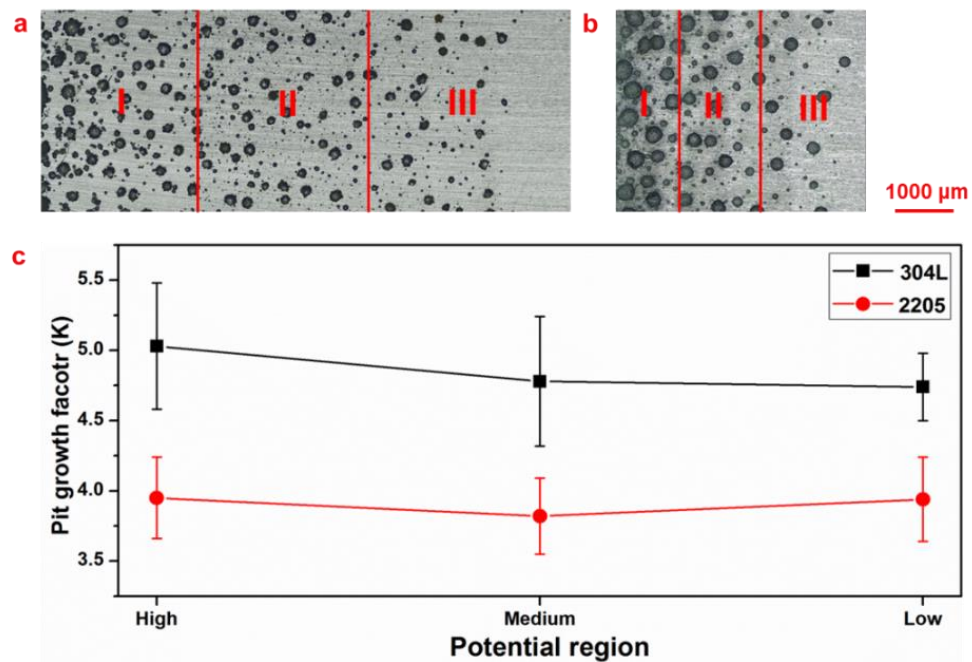 a
I
II
III
b
I
II
III
1000 µm
c
Pit growth facotr (K)
5.5
5.0
4.5
4.0
3.5
304L
2205
High
Medium
Low
Potential region